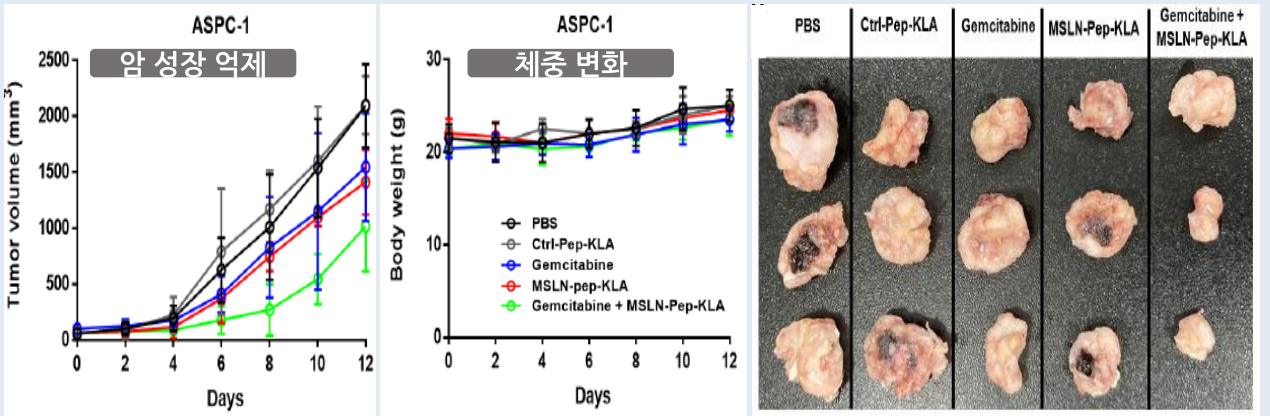 ASPC-1
암 성장 억제
Tumor volume (mm³)
2500
2000
1500
1000
500
0
0 2 4 6 8 10 12
Days
ASPC-1
체중 변화
Body weight (g)
30
20
10
0
PBS
Ctrl-Pep-KLA
Gemcitabine
MSLN-pep-KLA
Gemcitabine + MSLN-Pep-KLA
0 2 4 6 8 10 12
Days
PBS
Ctrl-Pep-KLA
Gemcitabine
MSLN-Pep-KLA
Gemcitabine +
MSLN-Pep-KLA